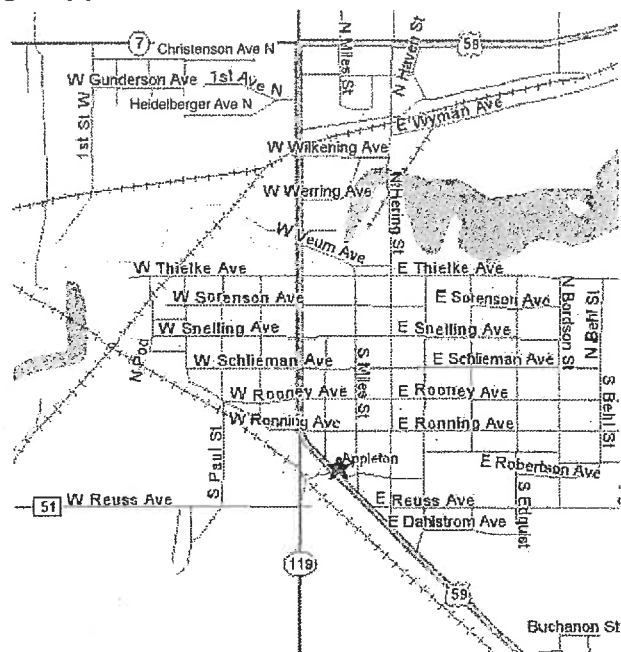 7
Christenson Ave N
59
N Miles St
N Haven St
W Gunderson Ave
1st Ave N
Heidelberger Ave N
1st St W
E Wyman Ave
W Wilkening Ave
W Werring Ave
N Hering St
W Veum Ave
W Thielke Ave
E Thielke Ave
W Sorenson Ave
E Sorenson Ave
N Bordson St
W Snelling Ave
E Snelling Ave
W Schlieman Ave
E Schlieman Ave
S Miles St
S Behl St
W Rooney Ave
E Rooney Ave
W Ronning Ave
E Ronning Ave
S Paul St
Appleton
E Robertson Ave
51
W Reuss Ave
E Reuss Ave
S Edquist
E Dahlstrom Ave
119
59
Buchanon St